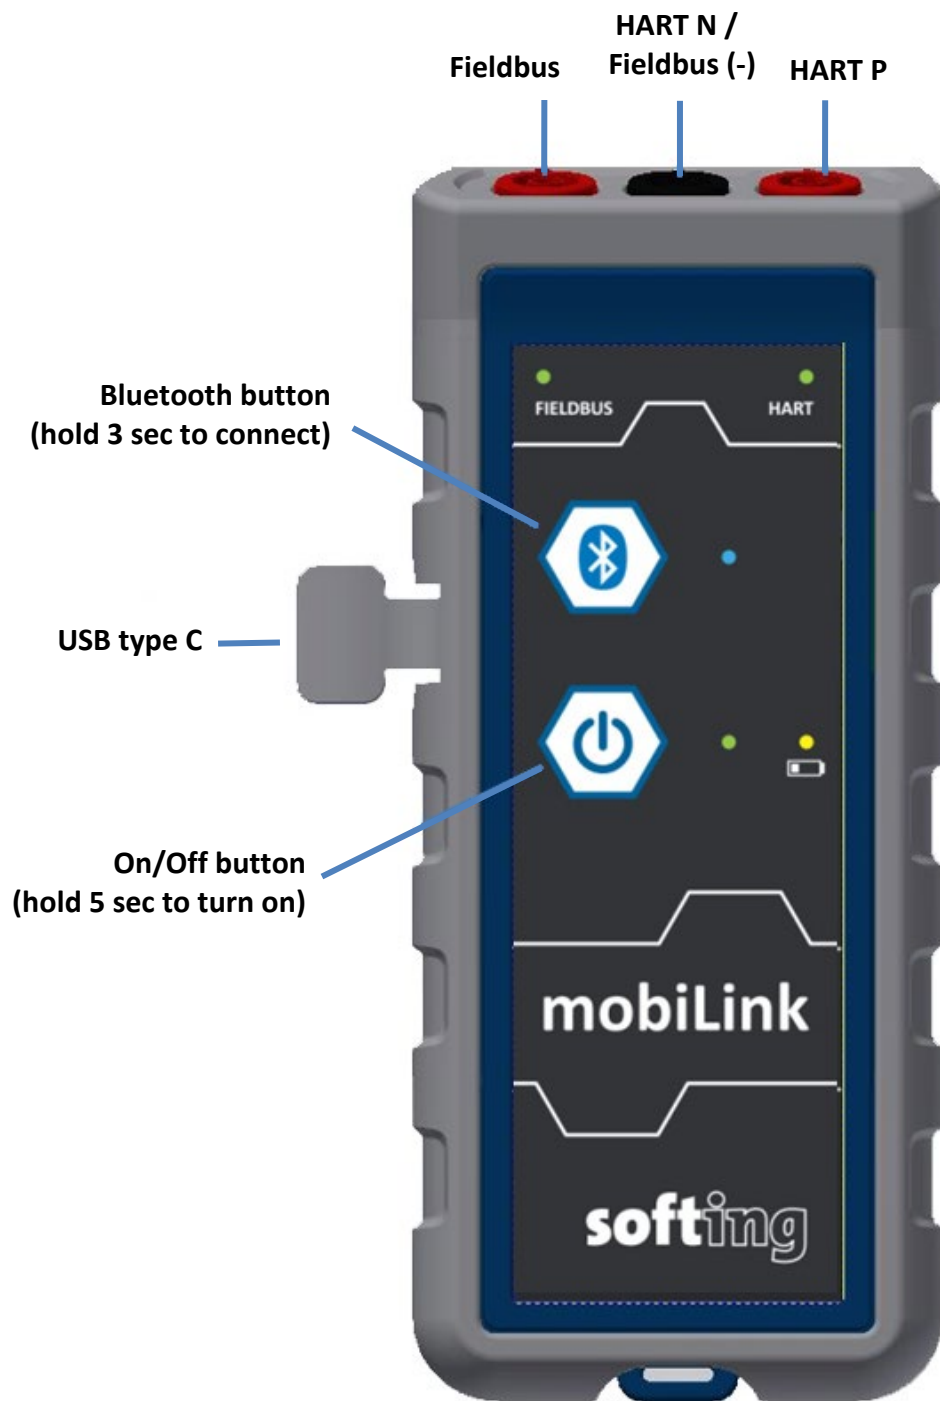 HART N /
Fieldbus
Fieldbus (-)
HART P
FIELDBUS
HART
Bluetooth button
(hold 3 sec to connect)
USB type C
On/Off button
(hold 5 sec to turn on)
mobiLink
softing